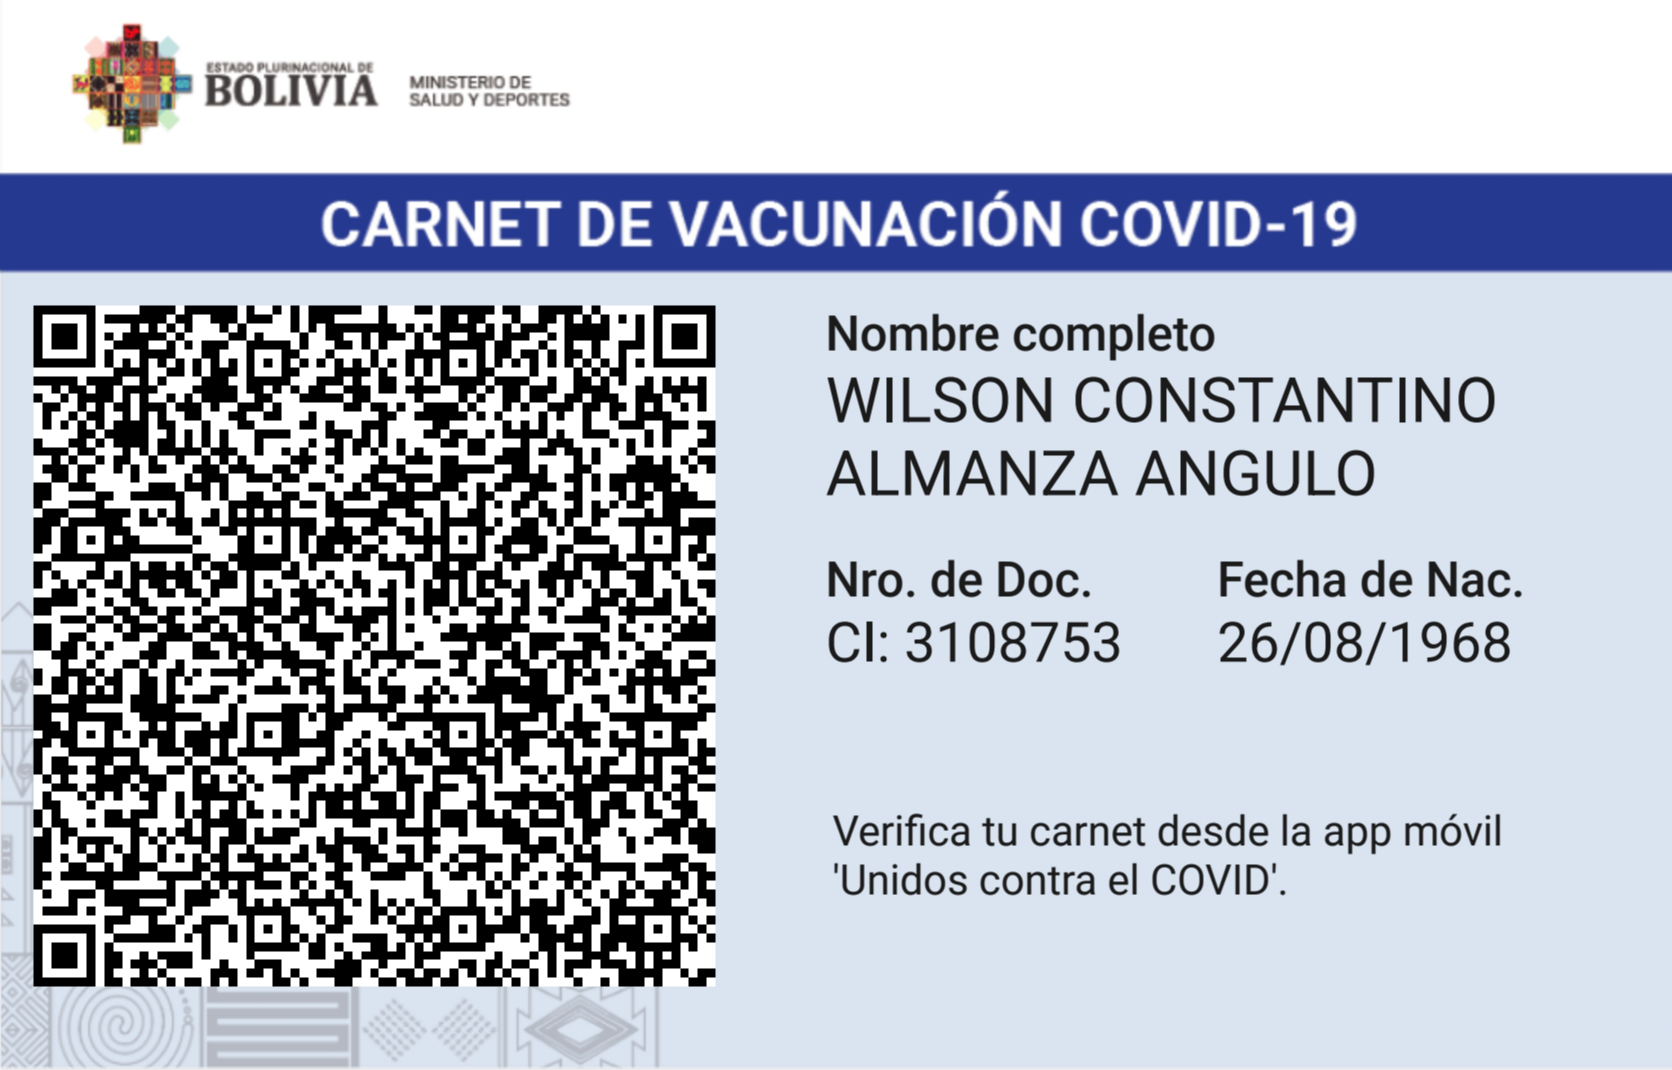 ESTADO PLURINACIONAL DE
BOLIVIA
MINISTERIO DE
SALUD Y DEPORTES
CARNET DE VACUNACIÓN COVID-19
Nombre completo
WILSON CONSTANTINO
ALMANZA ANGULO
Nro. de Doc. Fecha de Nac.
CI: 3108753 26/08/1968
Verifica tu carnet desde la app móvil
'Unidos contra el COVID'.